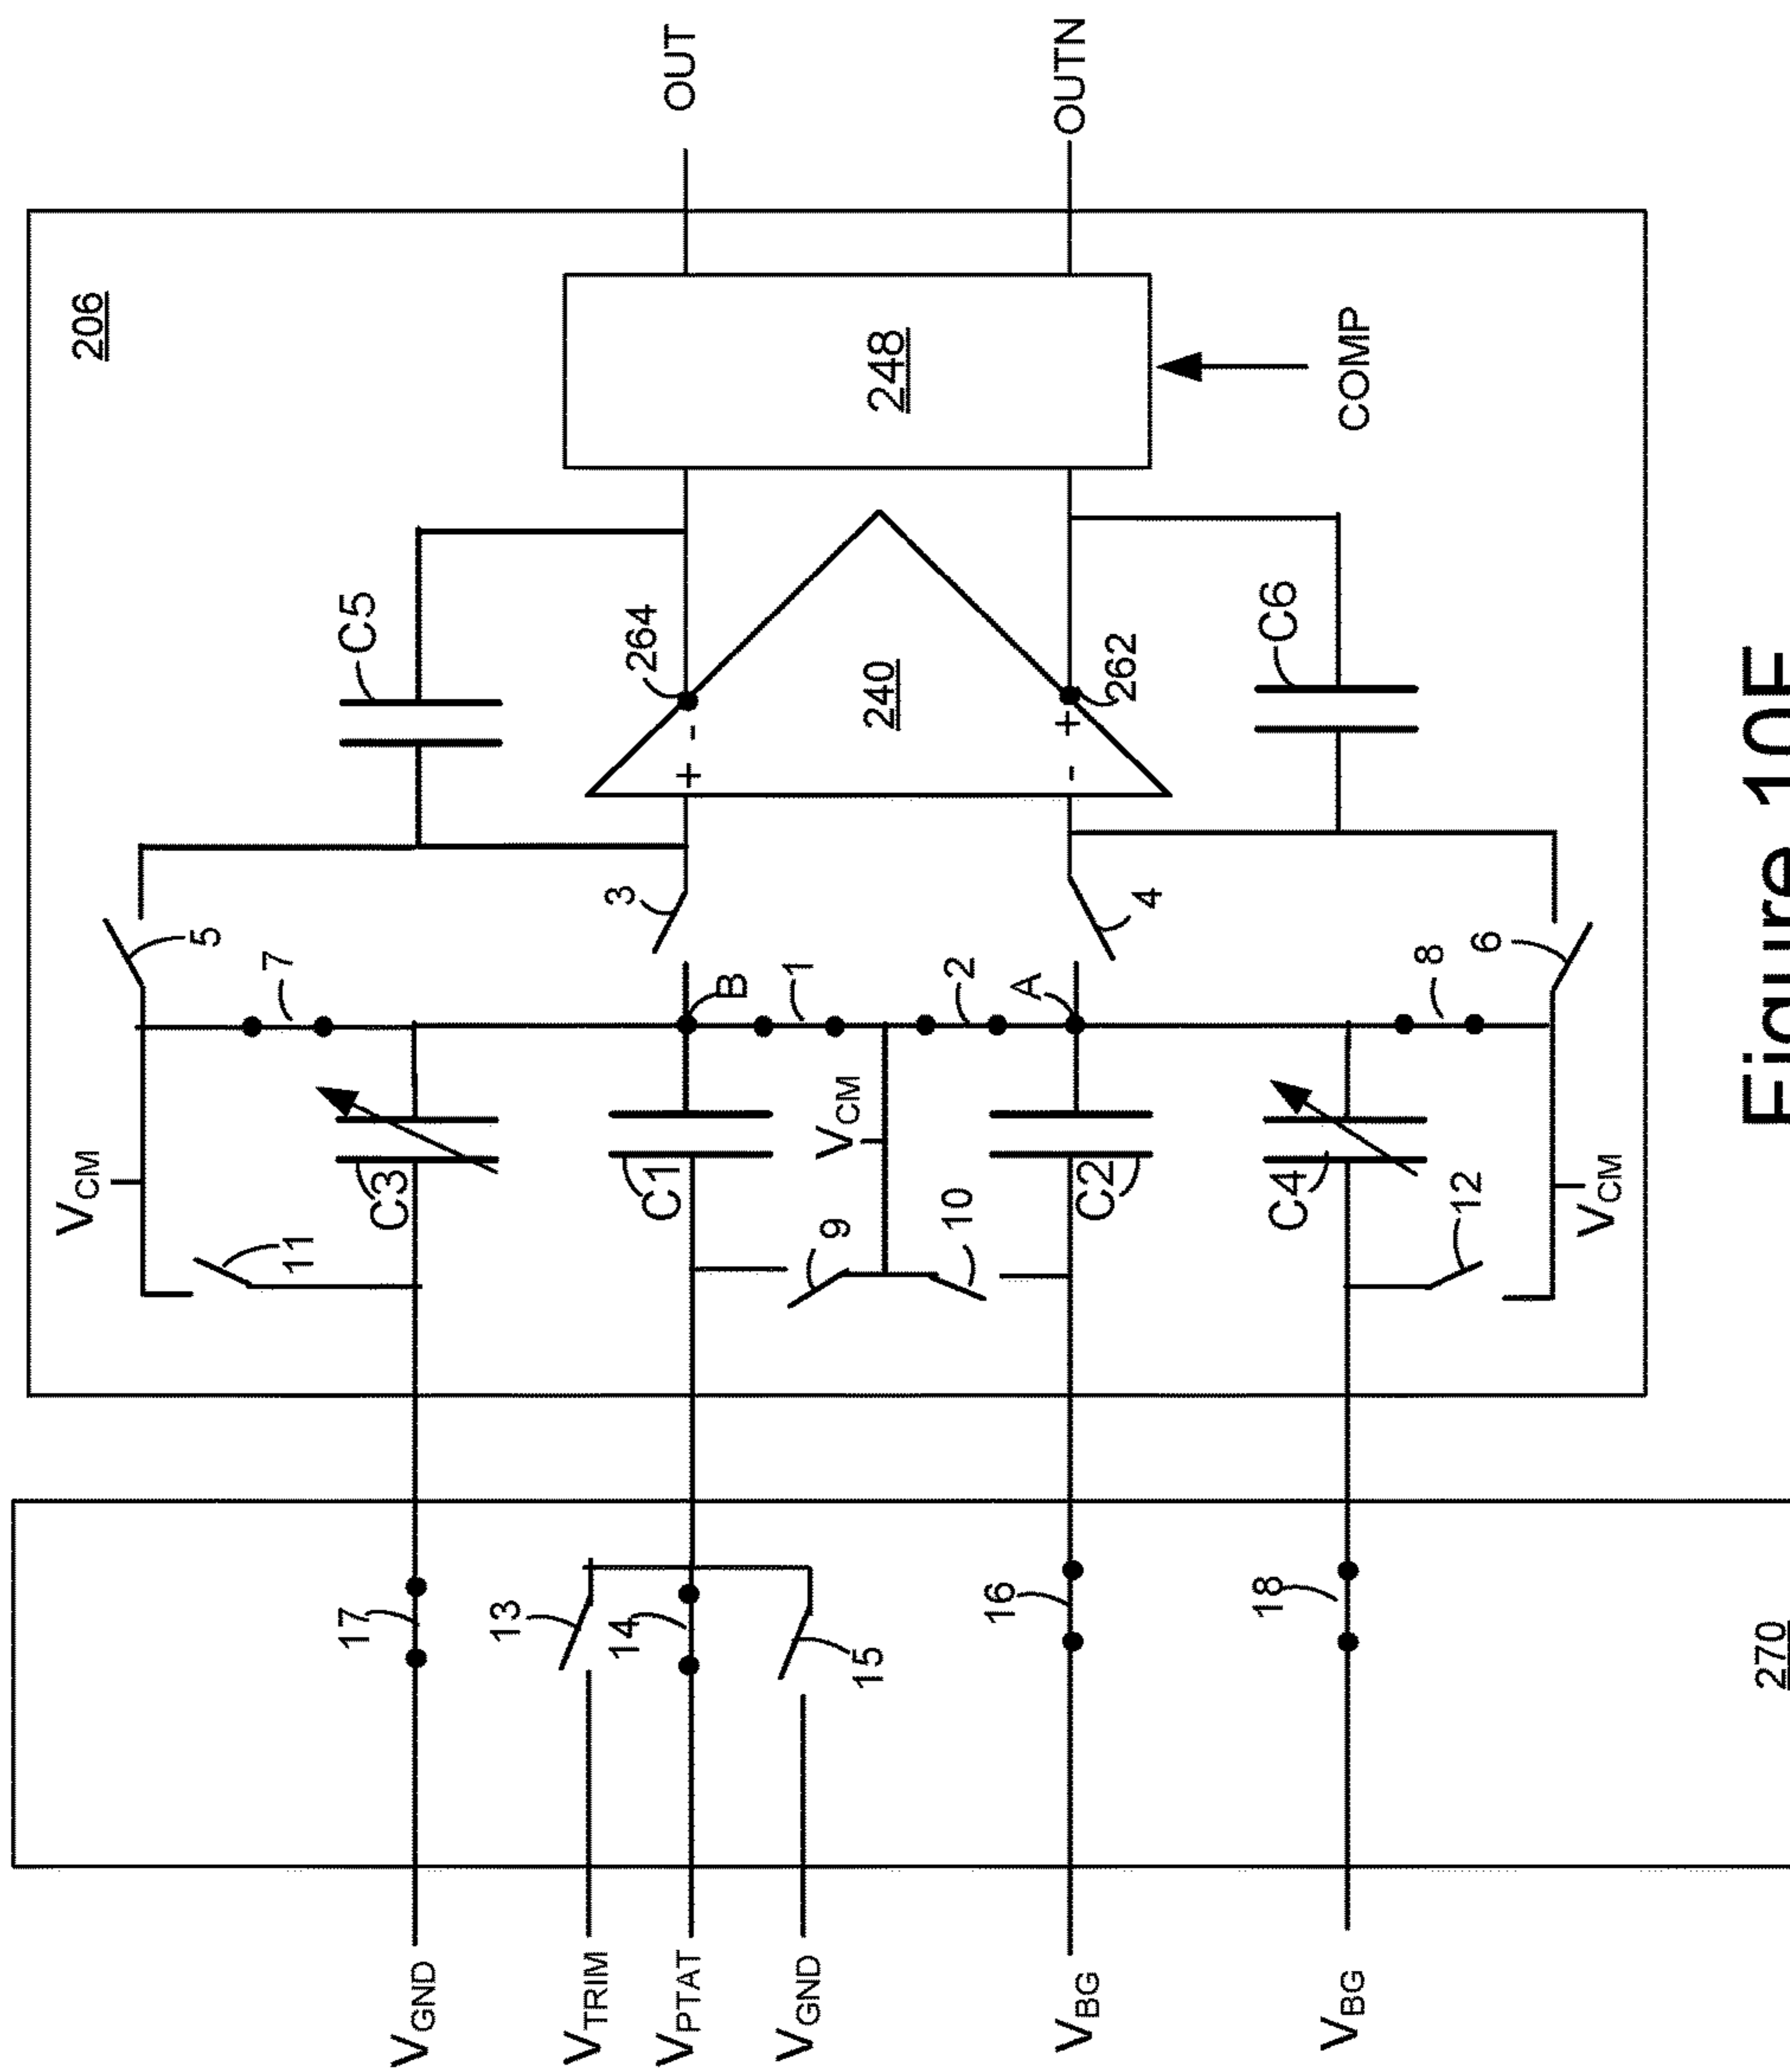 206
VCM
5
7
11
C5
17
C3
VGND
13
VTRIM
3
14
264
C1
VPTAT
+ -
OUT
B
1
VGND
9
VCM
15
240
248
10
2
16
A
VBG
- +
OUTN
C2
262
4
18
C4
C6
VBG
COMP
8
12
6
VCM
270
Figure